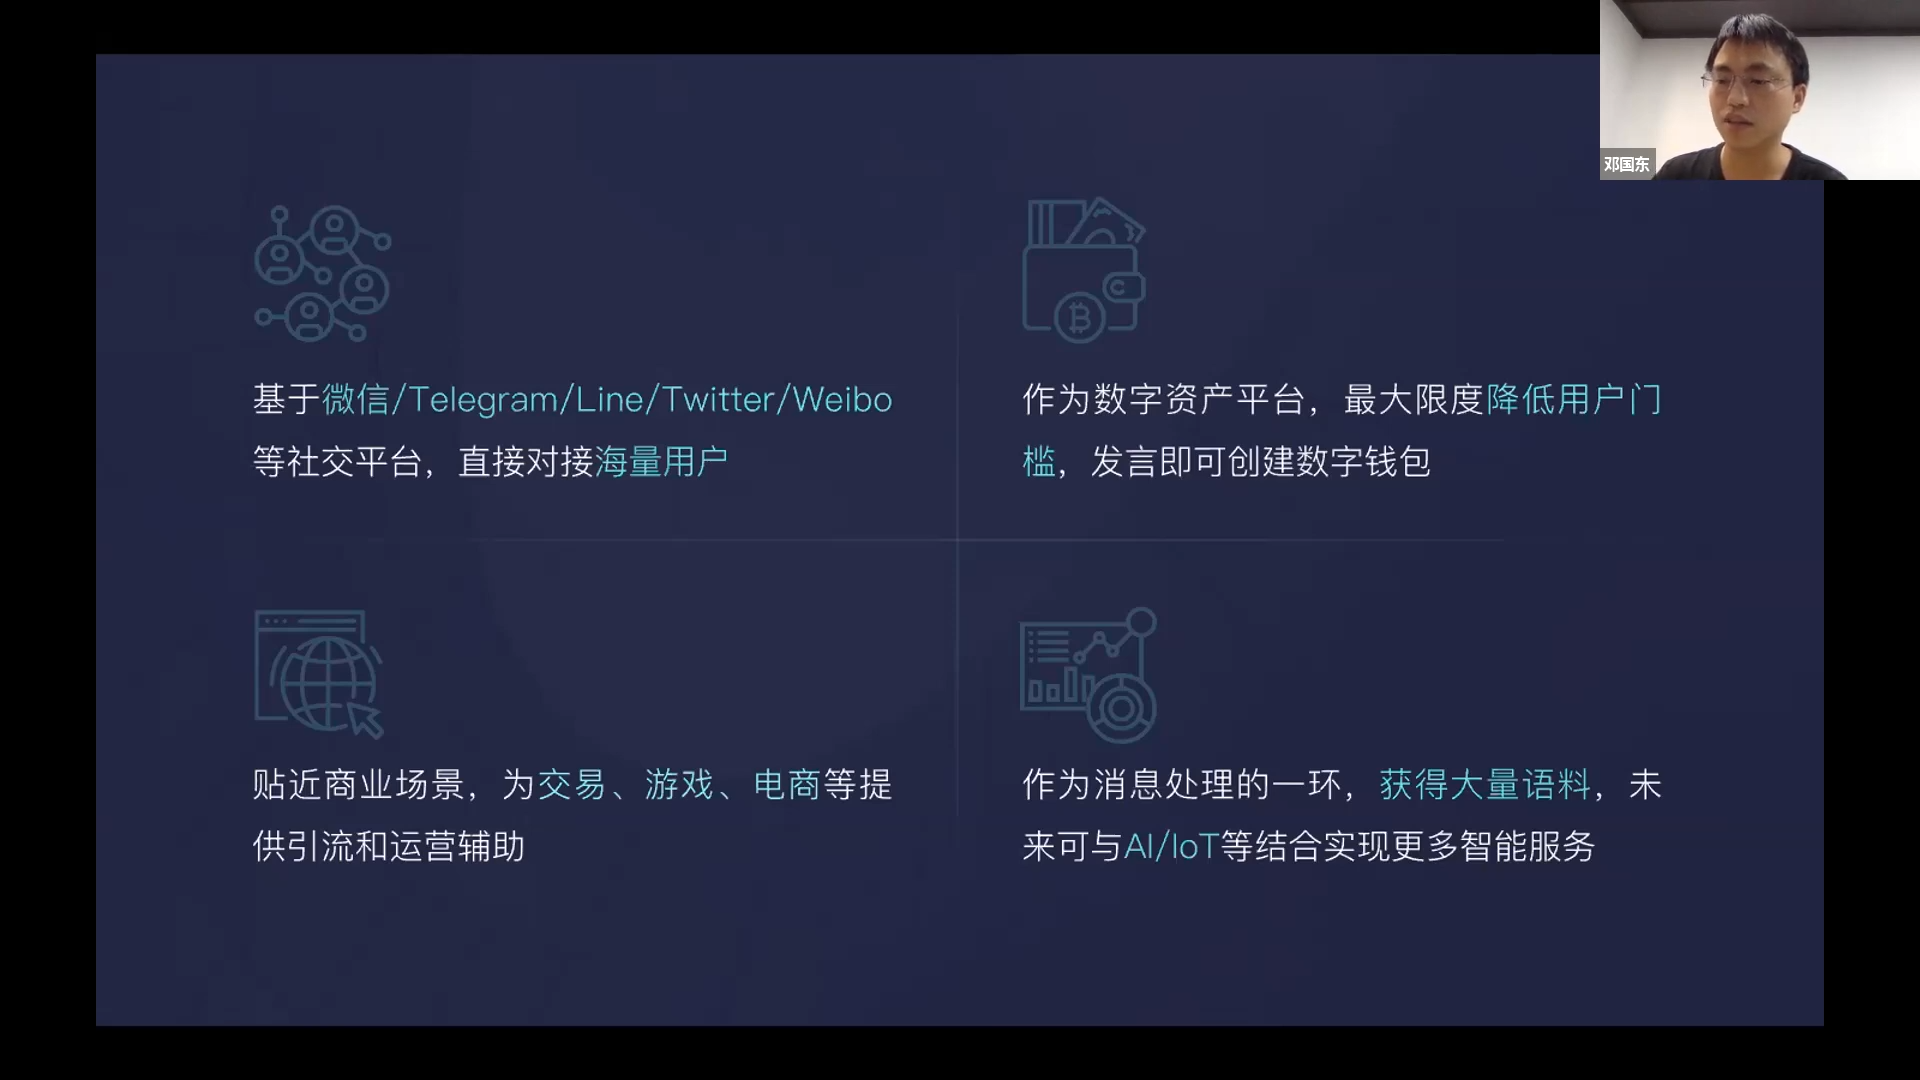 邓国东
基于微信/Telegram/Line/Twitter/Weibo
等社交平台，直接对接海量用户
作为数字资产平台，最大限度降低用户门
槛，发言即可创建数字钱包
贴近商业场景，为交易、游戏、电商等提
供引流和运营辅助
作为消息处理的一环，获得大量语料，未
来可与AI/IoT等结合实现更多智能服务